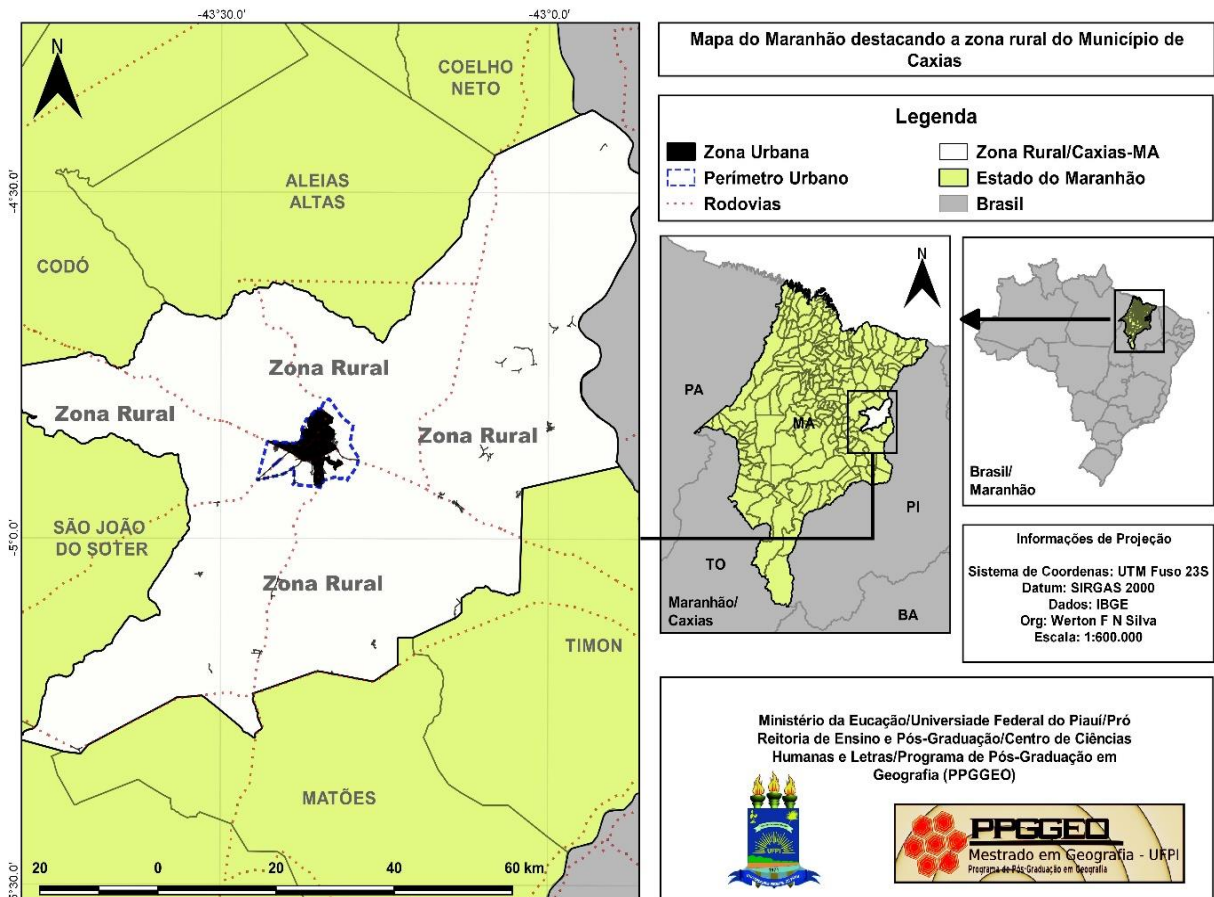 -43°30.0'
-43°0.0'
N
COELHO
NETO
-4°30.0'
ALEIAS
ALTAS
CODÓ
Zona Rural
Zona Rural
Zona Rural
SÃO JOÃO
DO SOTER
-5°0.0'
Zona Rural
TIMON
MATÕES
20 0 20 40 60 km
5°30.0'
Mapa do Maranhão destacando a zona rural do Município de
Caxias
Legenda
Zona Urbana
Perímetro Urbano
Rodovias
Zona Rural/Caxias-MA
Estado do Maranhão
Brasil
N
PA
MA
PI
TO
BA
Maranhão/
Caxias
Brasil/
Maranhão
Informações de Projeção
Sistema de Coordenas: UTM Fuso 23S
Datum: SIRGAS 2000
Dados: IBGE
Org: Werton F N Silva
Escala: 1:600.000
Ministério da Eucação/Universiade Federal do Piauí/Pró
Reitoria de Ensino e Pós-Graduação/Centro de Ciências
Humanas e Letras/Programa de Pós-Graduação em
Geografia (PPGGEO)
UFPI
PPGGEO
Mestrado em Geografia - UFPI
Programa de Pós-Graduação em Geografia